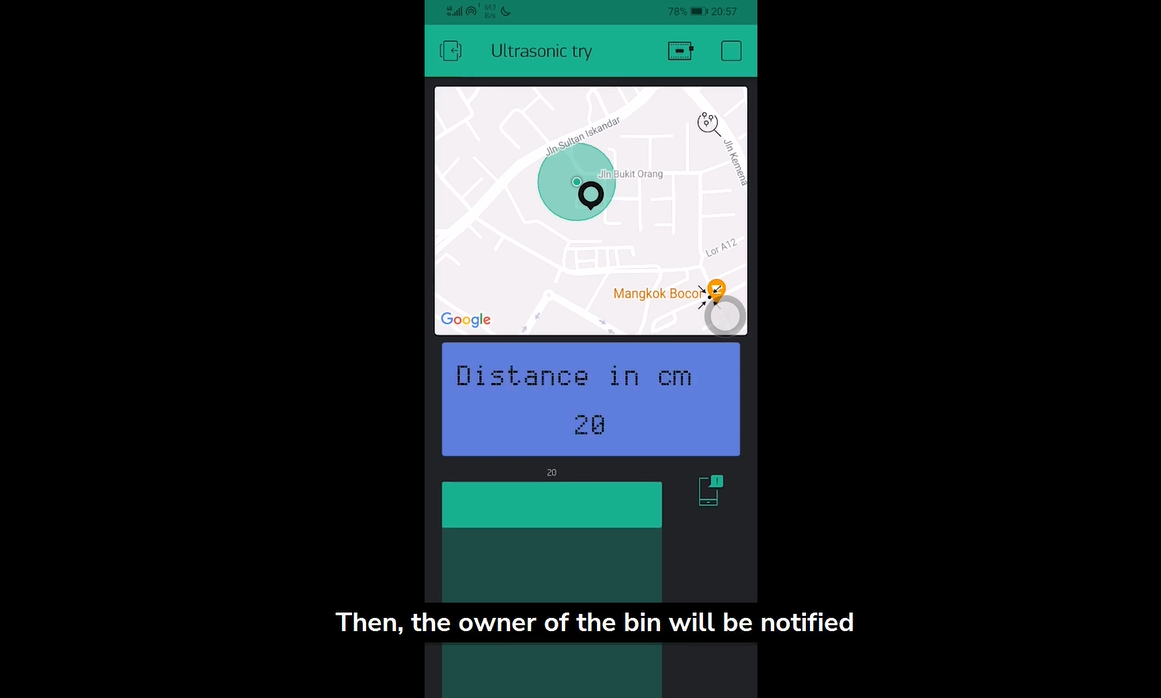 78% 20:57
Ultrasonic try
Jln Sultan Iskandar
Jln Bukit Orang
Jln Kemena
Lor A12
Mangkok Bocor
Google
Distance in cm
20
20
Then, the owner of the bin will be notified